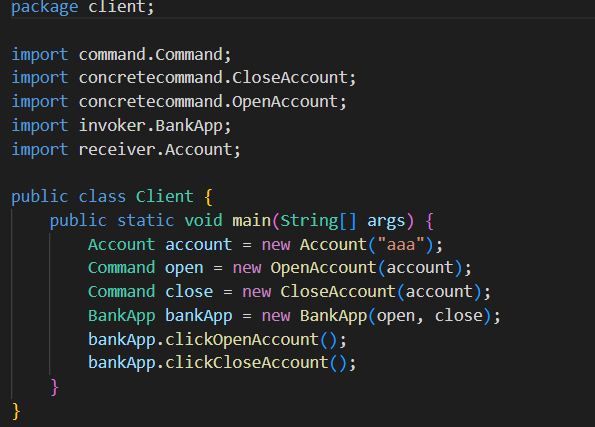 package client;
import command.Command;
import concretecommand.CloseAccount;
import concretecommand.OpenAccount;
import invoker.BankApp;
import receiver.Account;
public class Client {
    public static void main(String[] args) {
        Account account = new Account("aaa");
        Command open = new OpenAccount(account);
        Command close = new CloseAccount(account);
        BankApp bankApp = new BankApp(open, close);
        bankApp.clickOpenAccount();
        bankApp.clickCloseAccount();
    }
}